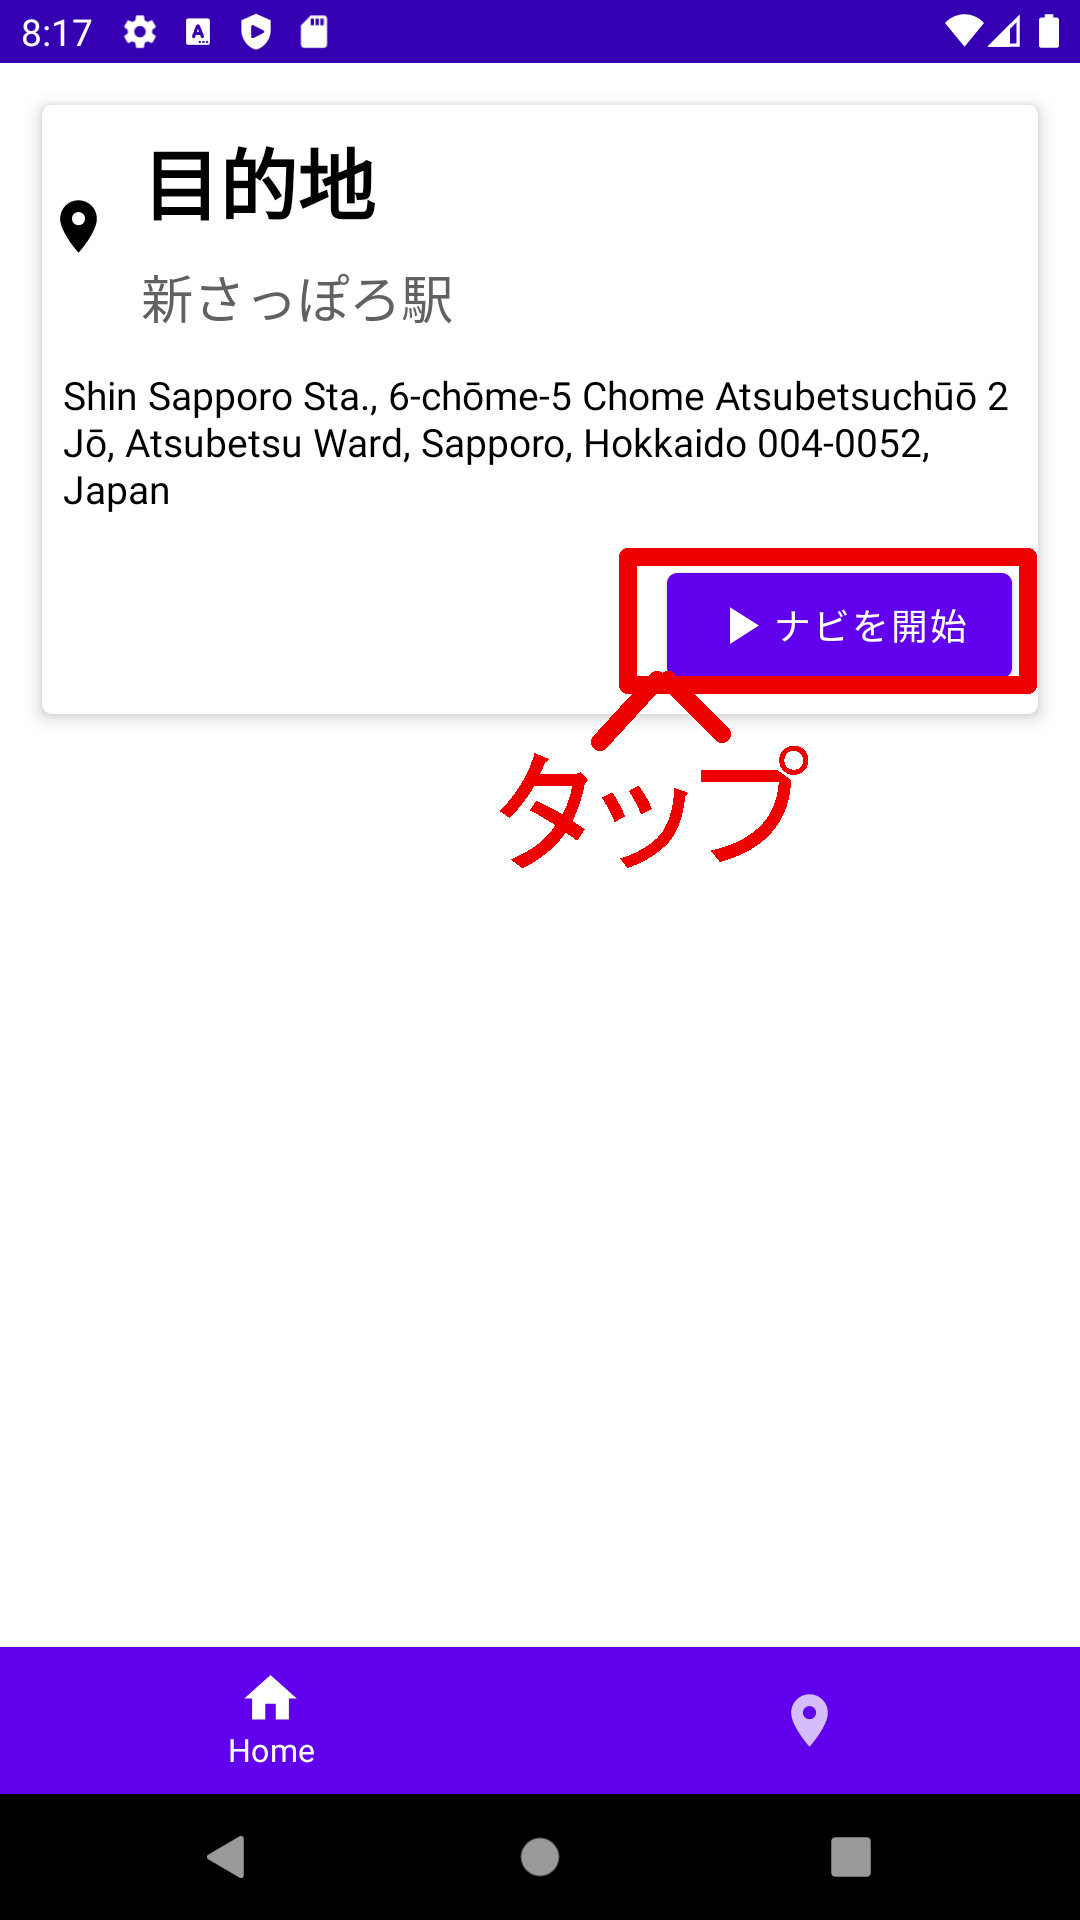 8:17
目的地
新さっぽろ駅
Shin Sapporo Sta., 6-chōme-5 Chome Atsubetsuchūō 2
Jō, Atsubetsu Ward, Sapporo, Hokkaido 004-0052,
Japan
ナビを開始
タップ
Home